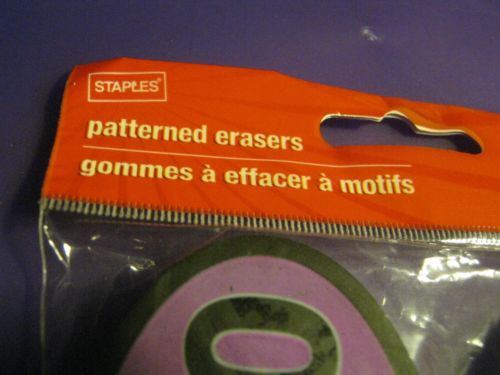 STAPLES®
patterned erasers
gommes à effacer à motifs